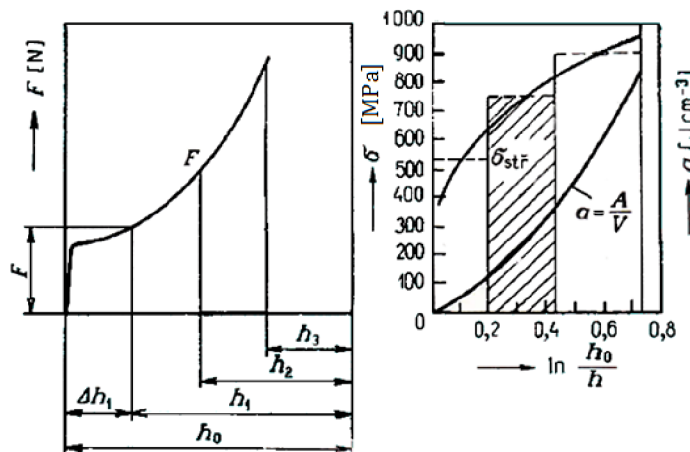 F [N]
F
F
Δh₁
h₃
h₂
h₁
h₀
σ [MPa]
1000
900
800
700
600
500
400
300
200
100
0
σstř
a = A/V
0,2
0,4
0,6
0,8
ln h₀/h